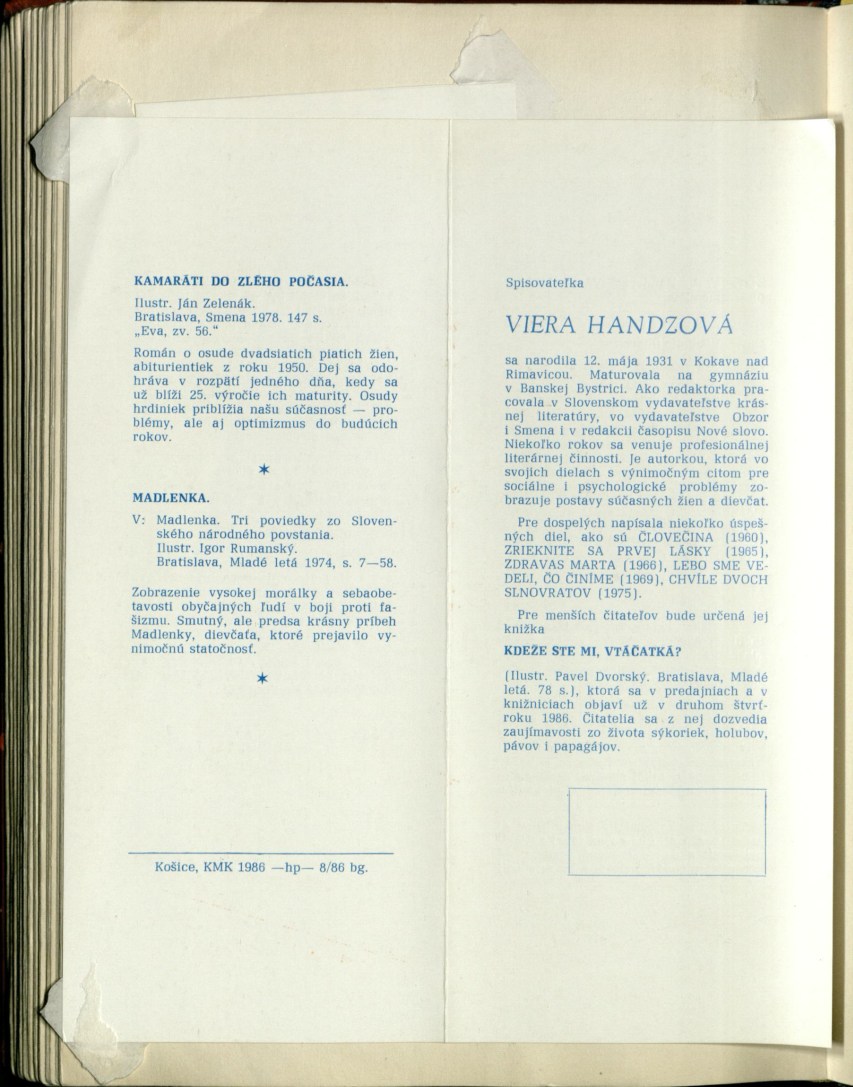 KAMARÁTI DO ZLÉHO POČASIA.
Ilustr. Ján Zelenák.
Bratislava, Smena 1978. 147 s.
„Eva, zv. 56.“
Román o osude dvadsiatich piatich žien,
abiturientiek z roku 1950. Dej sa odo-
hráva v rozpätí jedného dňa, kedy sa
už blíži 25. výročie ich maturity. Osudy
hrdiniek priblížia našu súčasnosť — pro-
blémy, ale aj optimizmus do budúcich
rokov.
*
MADLENKA.
V: Madlenka. Tri poviedky zo Sloven-
ského národného povstania.
Ilustr. Igor Rumanský.
Bratislava, Mladé letá 1974, s. 7—58.
Zobrazenie vysokej morálky a sebaobe-
tavosti obyčajných ľudí v boji proti fa-
šizmu. Smutný, ale predsa krásny príbeh
Madlenky, dievčaťa, ktoré prejavilo vy-
nimočnú statočnosť.
*
Košice, KMK 1986 —hp— 8/86 bg.
Spisovateľka
VIERA HANDZOVÁ
sa narodila 12. mája 1931 v Kokave nad
Rimavicou. Maturovala na gymnáziu
v Banskej Bystrici. Ako redaktorka pra-
covala v Slovenskom vydavateľstve krás-
nej literatúry, vo vydavateľstve Obzor
i Smena i v redakcii časopisu Nové slovo.
Niekoľko rokov sa venuje profesionálnej
literárnej činnosti. Je autorkou, ktorá vo
svojich dielach s výnimočným citom pre
sociálne i psychologické problémy zo-
brazuje postavy súčasných žien a dievčat.
Pre dospelých napísala niekoľko úspeš-
ných diel, ako sú ČLOVEČINA (1960),
ZRIEKNITE SA PRVEJ LÁSKY (1965),
ZDRAVAS MARTA (1966), LEBO SME VE-
DELI, ČO ČINÍME (1969), CHVÍLE DVOCH
SLNOVRATOV (1975).
Pre menších čitateľov bude určená jej
knižka
KDEŽE STE MI, VTÁČATKÁ?
(Ilustr. Pavel Dvorský. Bratislava, Mladé
letá. 78 s.), ktorá sa v predajniach a v
knižniciach objaví už v druhom štvrť-
roku 1986. Čitatelia sa z nej dozvedia
zaujímavosti zo života sýkoriek, holubov,
pávov i papagájov.